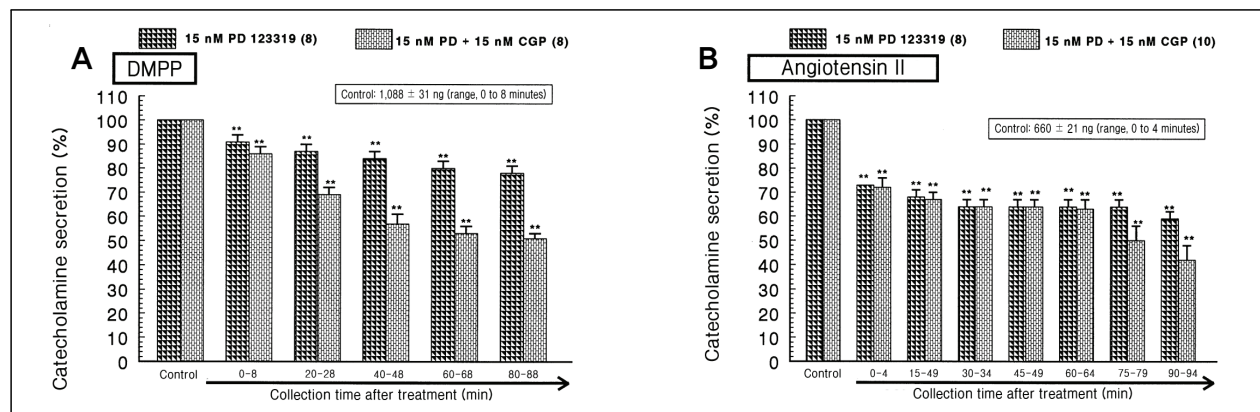 15 nM PD 123319 (8)
15 nM PD + 15 nM CGP (8)
A
DMPP
Control: 1,088 ± 31 ng (range, 0 to 8 minutes)
Catecholamine secretion (%)
110
100
90
80
70
60
50
40
30
20
10
0
** ** ** ** ** ** ** ** ** **
Control 0-8 20-28 40-48 60-68 80-88
Collection time after treatment (min)
15 nM PD 123319 (8)
15 nM PD + 15 nM CGP (10)
B
Angiotensin II
Control: 660 ± 21 ng (range, 0 to 4 minutes)
Catecholamine secretion (%)
110
100
90
80
70
60
50
40
30
20
10
0
** ** ** ** ** ** ** ** ** ** ** ** ** **
Control 0-4 15-49 30-34 45-49 60-64 75-79 90-94
Collection time after treatment (min)